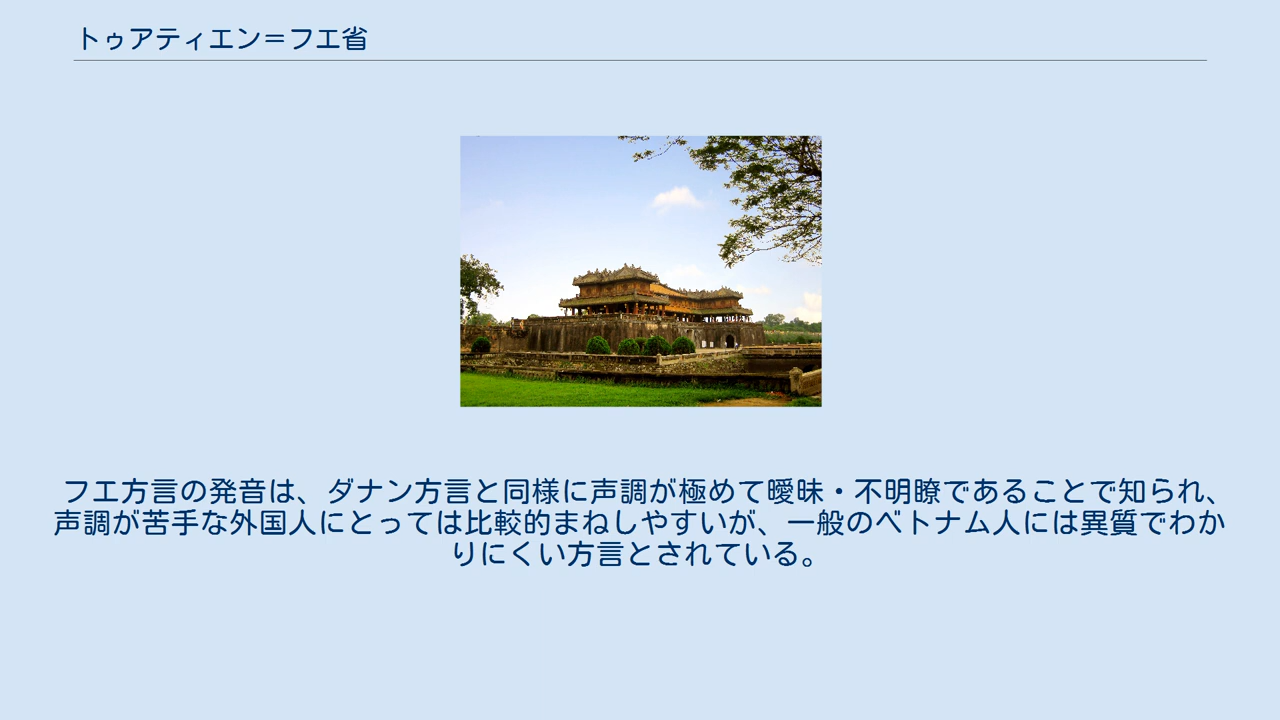 トゥアティエン＝フエ省
フエ方言の発音は、ダナン方言と同様に声調が極めて曖昧・不明瞭であることで知られ、
声調が苦手な外国人にとっては比較的まねしやすいが、一般のベトナム人には異質でわか
りにくい方言とされている。